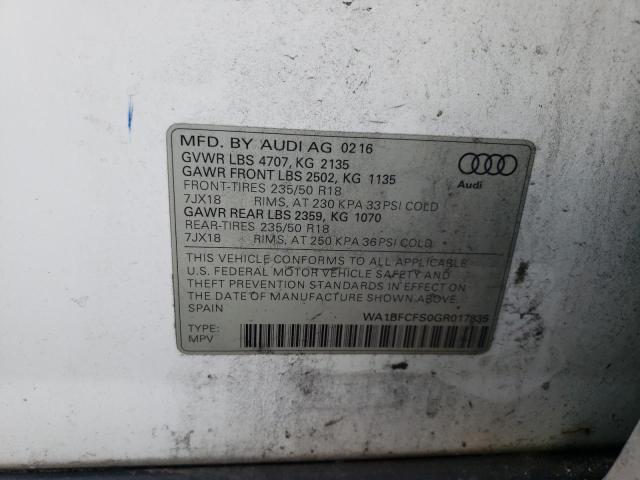 MFD. BY AUDI AG 0216
GVWR LBS 4707, KG 2135
GAWR FRONT LBS 2502, KG 1135
FRONT-TIRES 235/50 R18
7JX18 RIMS, AT 230 KPA 33 PSI COLD
GAWR REAR LBS 2359, KG 1070
REAR-TIRES 235/50 R18
7JX18 RIMS, AT 250 KPA 36 PSI COLD
Audi
THIS VEHICLE CONFORMS TO ALL APPLICABLE
U.S. FEDERAL MOTOR VEHICLE SAFETY AND
THEFT PREVENTION STANDARDS IN EFFECT ON
THE DATE OF MANUFACTURE SHOWN ABOVE.
SPAIN
WA1BFCFS0GR017835
TYPE:
MPV